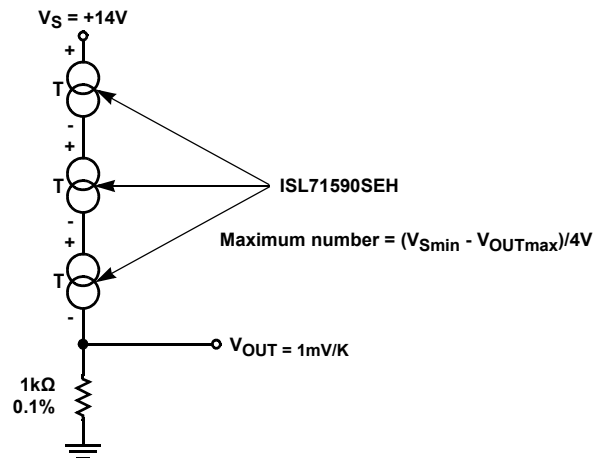 VS = +14V
+
T
-
+
T
-
+
T
-
ISL71590SEH
Maximum number = (VSmin - VOUTmax)/4V
VOUT = 1mV/K
1kΩ
0.1%